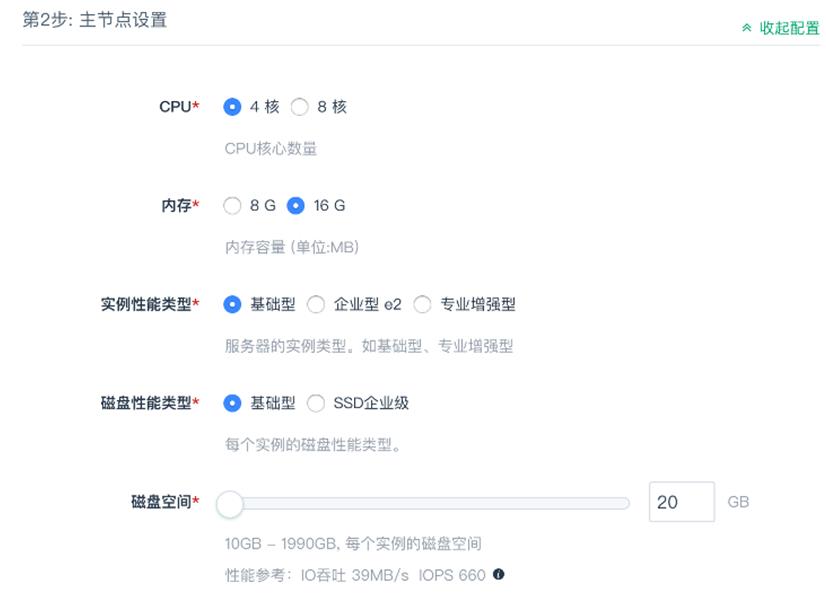 第2步: 主节点设置
收起配置
CPU* 4 核 8 核
CPU核心数量
内存* 8 G 16 G
内存容量 (单位:MB)
实例性能类型* 基础型 企业型 e2 专业增强型
服务器的实例类型。如基础型、专业增强型
磁盘性能类型* 基础型 SSD企业级
每个实例的磁盘性能类型。
磁盘空间* 20 GB
10GB – 1990GB, 每个实例的磁盘空间
性能参考: IO吞吐 39MB/s IOPS 660